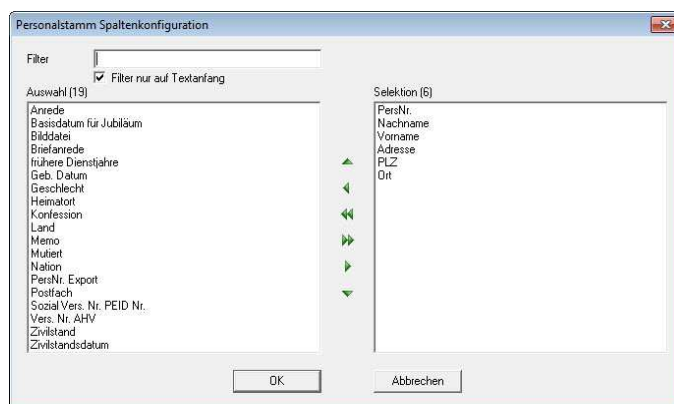 Personalstamm Spaltenkonfiguration
Filter
Filter nur auf Textanfang
Auswahl (19)
Anrede
Basisdatum für Jubiläum
Bilddatei
Briefanrede
frühere Dienstjahre
Geb. Datum
Geschlecht
Heimatort
Konfession
Land
Memo
Mutiert
Nation
PersNr. Export
Postfach
Sozial Vers. Nr. PEID Nr.
Vers. Nr. AHV
Zivilstand
Zivilstandsdatum
Selektion (6)
PersNr.
Nachname
Vorname
Adresse
PLZ
Ort
OK
Abbrechen